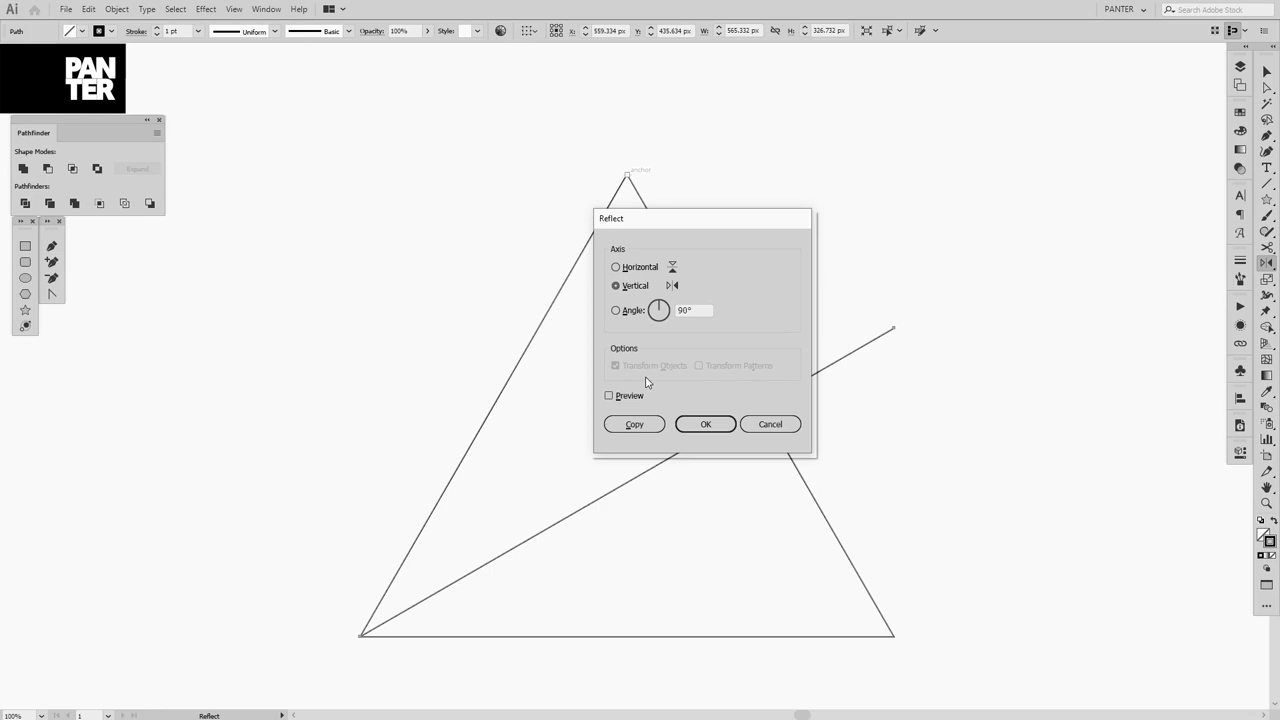 Ai File Edit Object Type Select Effect View Window Help PANTER Search Adobe Stock
Path Stroke: 1 pt Uniform Basic Opacity: 100% Style: X: 559.334 px Y: 435.634 px W: 565.332 px H: 326.732 px
PAN
TER
Pathfinder
Shape Modes:
Expand
Pathfinders:
anchor
Reflect
Axis
Horizontal
Vertical
Angle: 90°
Options
Transform Objects Transform Patterns
Preview
Copy OK Cancel
100% 1 Reflect